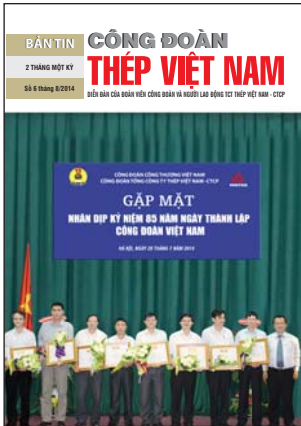 BẢN TIN
CÔNG ĐOÀN
2 THÁNG MỘT KỲ
THÉP VIỆT NAM
Số 6 tháng 8/2014
DIỄN ĐÀN CỦA ĐOÀN VIÊN CÔNG ĐOÀN VÀ NGƯỜI LAO ĐỘNG TCT THÉP VIỆT NAM - CTCP
CÔNG ĐOÀN CÔNG THƯƠNG VIỆT NAM
CÔNG ĐOÀN TỔNG CÔNG TY THÉP VIỆT NAM -CTCP
GẶP MẶT
NHÂN DỊP KỶ NIỆM 85 NĂM NGÀY THÀNH LẬP
CÔNG ĐOÀN VIỆT NAM